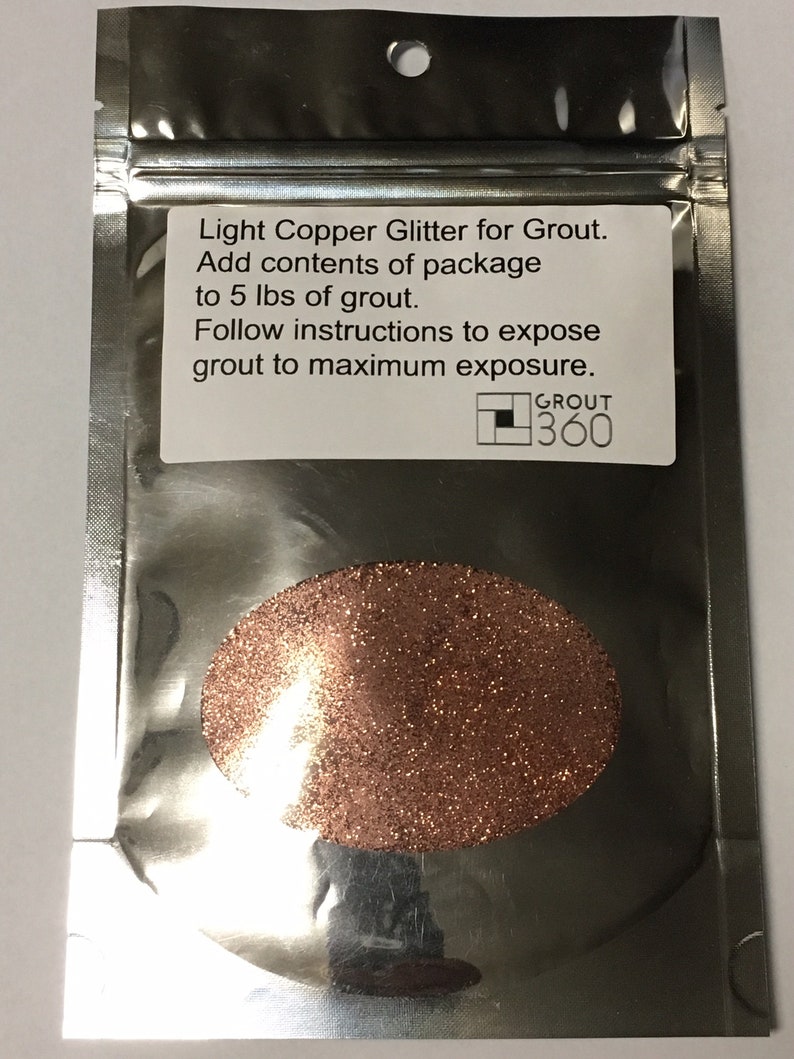 Light Copper Glitter for Grout.
Add contents of package
to 5 lbs of grout.
Follow instructions to expose
grout to maximum exposure.
GROUT
360